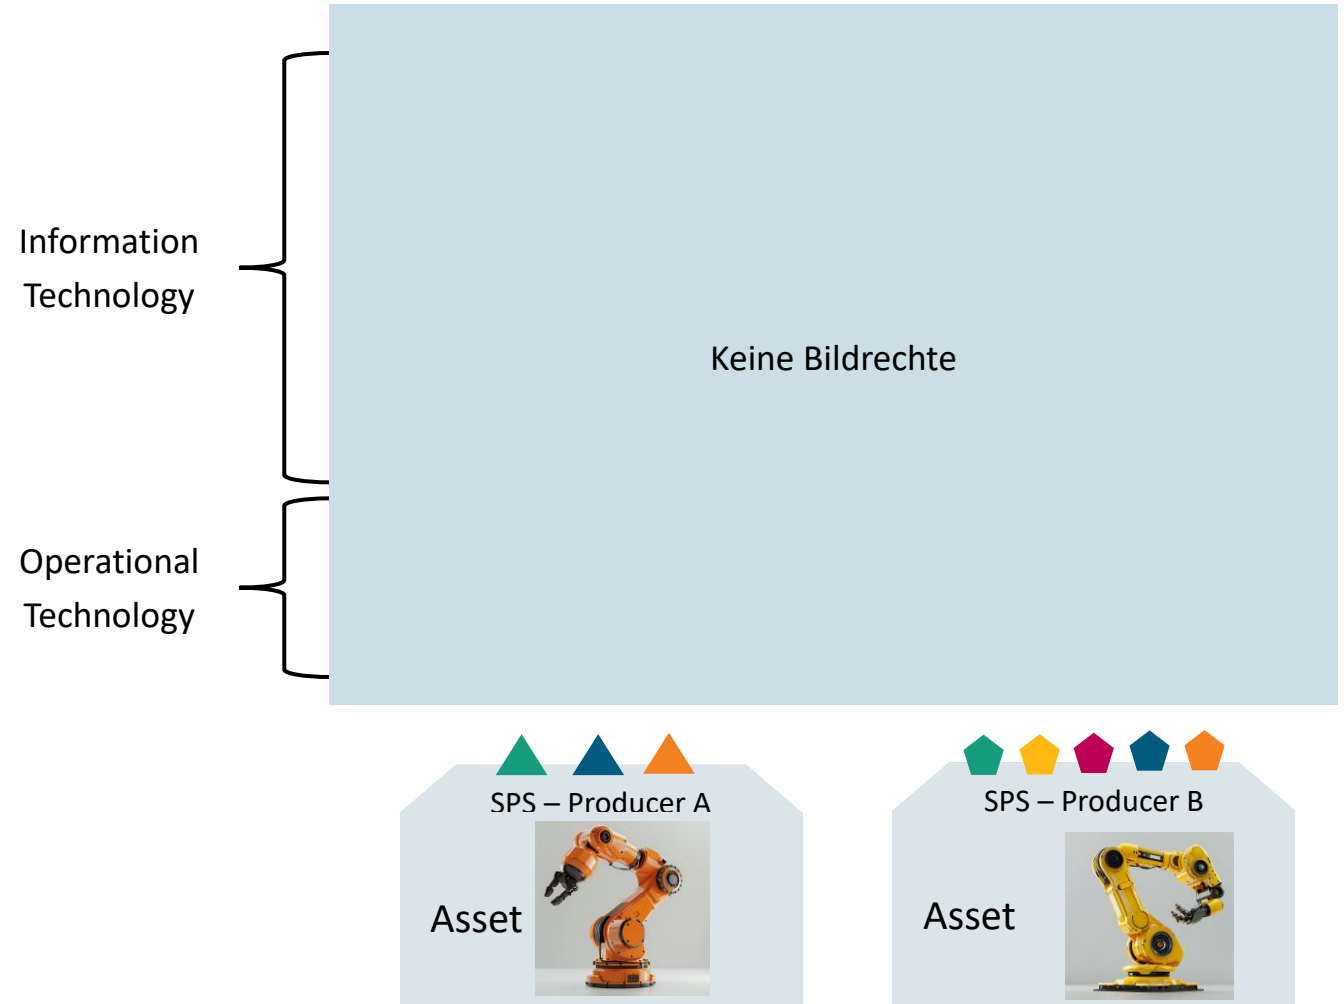 Information
Technology
Keine Bildrechte
Operational
Technology
SPS – Producer A
SPS – Producer B
Asset
Asset